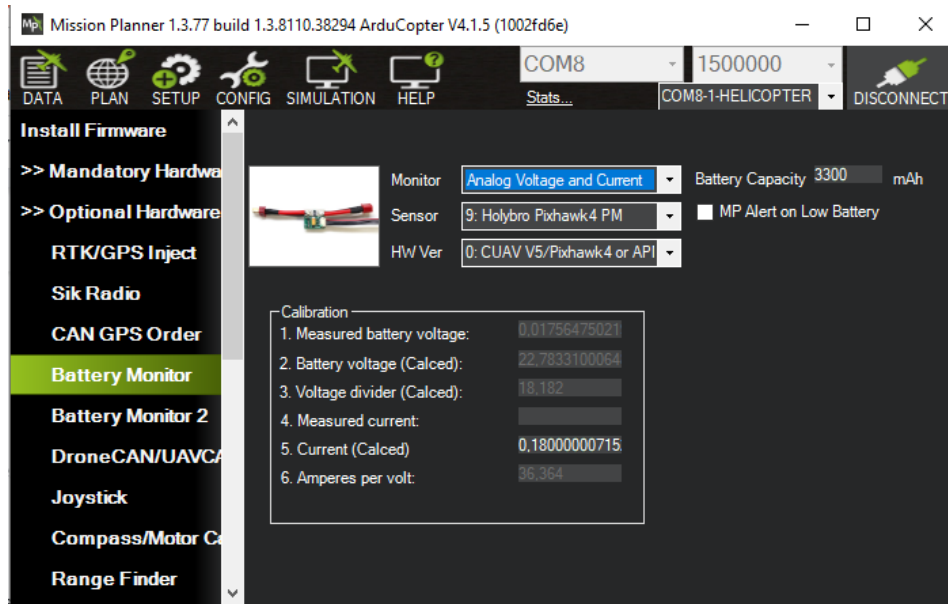 Mission Planner 1.3.77 build 1.3.8110.38294 ArduCopter V4.1.5 (1002fd6e)
DATA PLAN SETUP CONFIG SIMULATION HELP COM8 1500000 DISCONNECT
Stats... COM8-1-HELICOPTER
Install Firmware
>> Mandatory Hardwa
>> Optional Hardware
RTK/GPS Inject
Sik Radio
CAN GPS Order
Battery Monitor
Battery Monitor 2
DroneCAN/UAVCA
Joystick
Compass/Motor Ca
Range Finder
Monitor Analog Voltage and Current Battery Capacity 3300 mAh
Sensor 9: Holybro Pixhawk4 PM MP Alert on Low Battery
HW Ver 0: CUAV V5/Pixhawk4 or API
Calibration
1. Measured battery voltage: 0,01756475021
2. Battery voltage (Calced): 22,7833100064
3. Voltage divider (Calced): 18,182
4. Measured current:
5. Current (Calced) 0,18000000715
6. Amperes per volt: 36,364